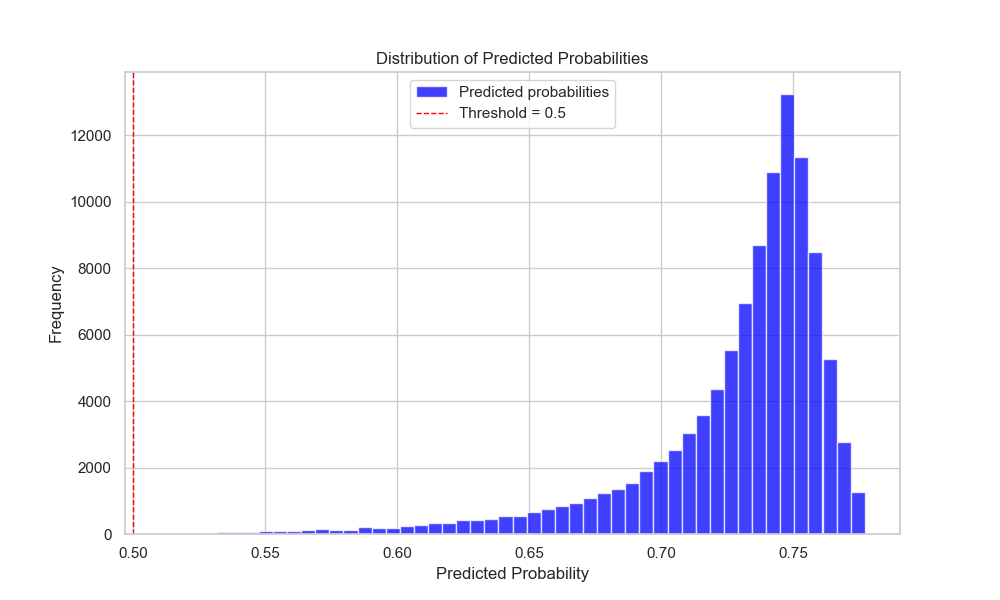 Distribution of Predicted Probabilities
Predicted probabilities
Threshold = 0.5
12000
10000
8000
6000
4000
2000
0
Frequency
0.50 0.55 0.60 0.65 0.70 0.75
Predicted Probability